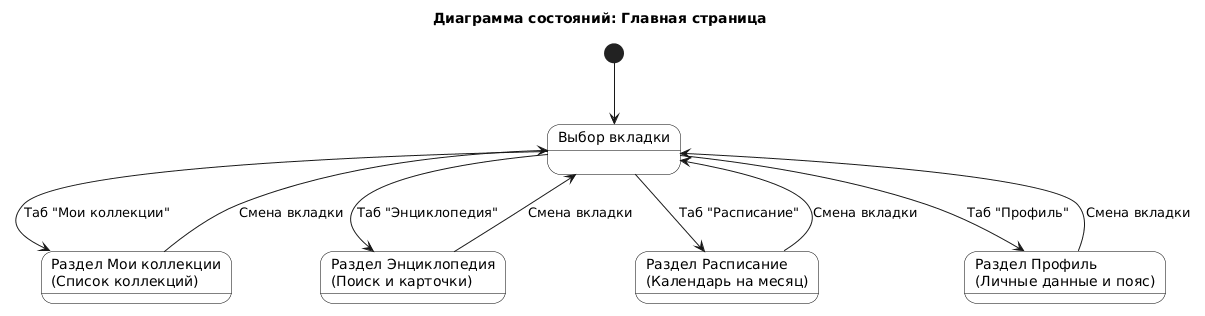 Диаграмма состояний: Главная страница
Выбор вкладки
Таб "Мои коллекции"
Смена вкладки
Таб "Энциклопедия"
Смена вкладки
Таб "Расписание"
Смена вкладки
Таб "Профиль"
Смена вкладки
Раздел Мои коллекции
(Список коллекций)
Раздел Энциклопедия
(Поиск и карточки)
Раздел Расписание
(Календарь на месяц)
Раздел Профиль
(Личные данные и пояс)